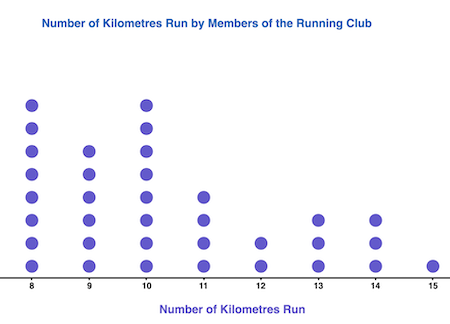 Number of Kilometres Run by Members of the Running Club
8 9 10 11 12 13 14 15
Number of Kilometres Run